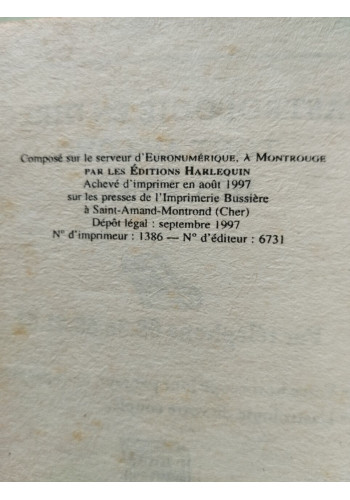 Composé sur le serveur d'EURONUMÉRIQUE, À MONTROUGE
PAR LES ÉDITIONS HARLEQUIN
Achevé d'imprimer en août 1997
sur les presses de l'Imprimerie Bussière
à Saint-Amand-Montrond (Cher)
Dépôt légal : septembre 1997
N° d'imprimeur : 1386 — N° d'éditeur : 6731